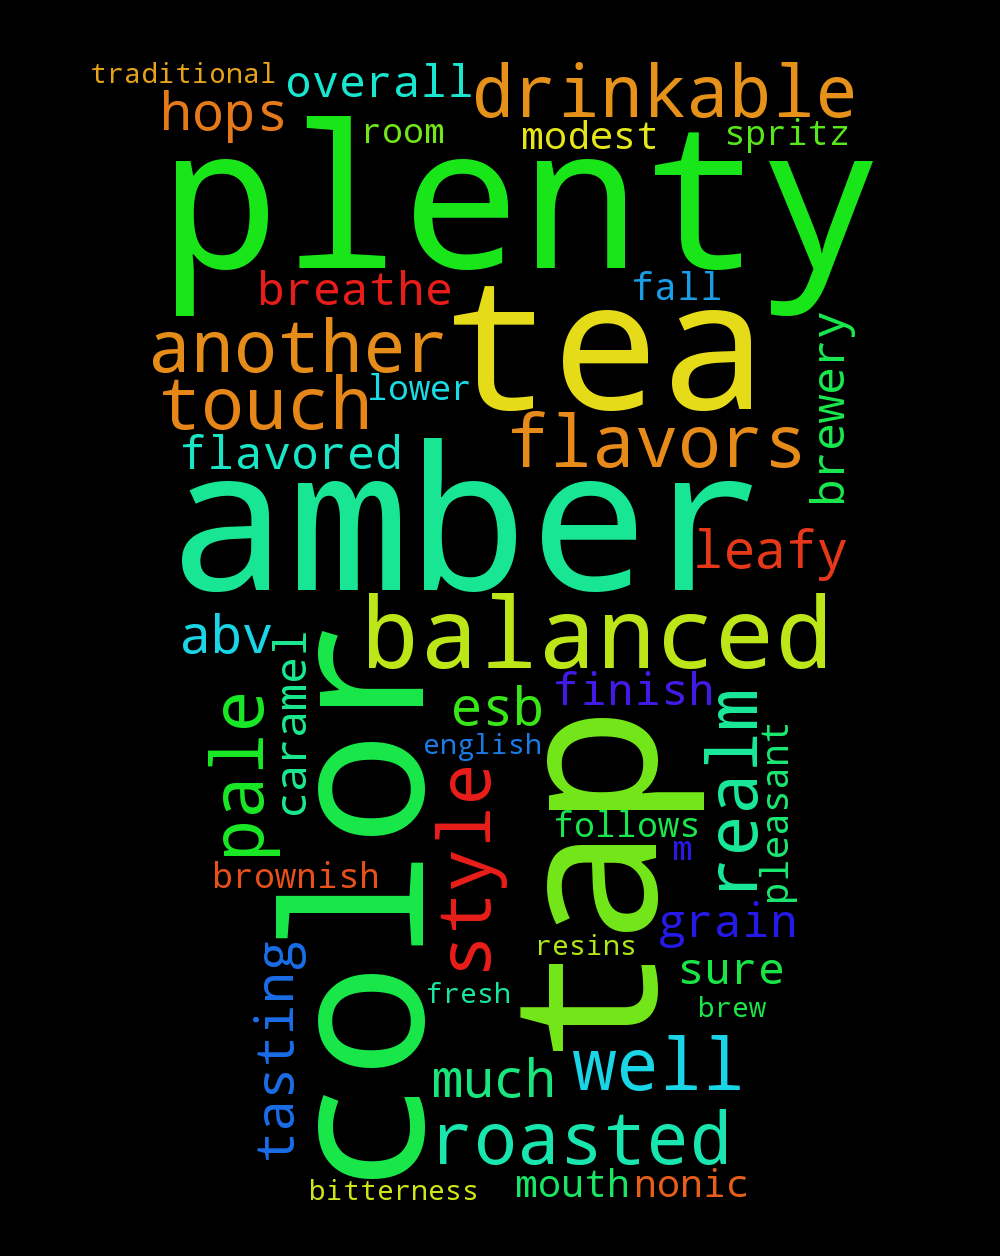 traditional
overall
drinkable
hops
room
modest
spritz
plenty
breathe
fall
tea
another
brewery
lower
touch
flavors
flavored
amber
leafy
balanced
abv
caramel
color
finish
esb
pale
realm
english
tap
pleasant
style
follows
m
brownish
grain
resins
tasting
sure
fresh
brew
well
much
roasted
mouth
nonic
bitterness